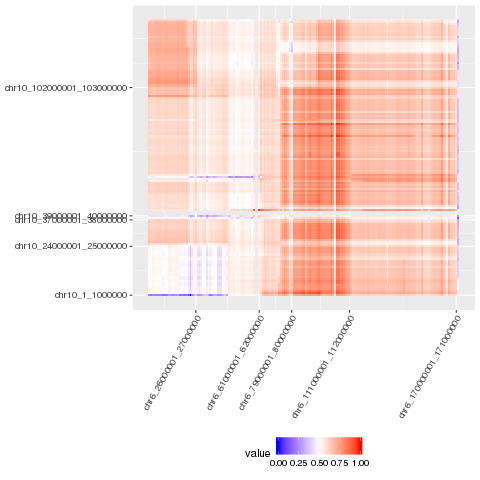 chr10_102000001_103000000
chr10_39000001_40000000
chr10_37000001_38000000
chr10_24000001_25000000
chr10_1_1000000
chr6_26000001_27000000
chr6_61000001_62000000
chr6_79000001_80000000
chr6_111000001_112000000
chr6_170000001_171000000
value
0.00 0.25 0.50 0.75 1.00